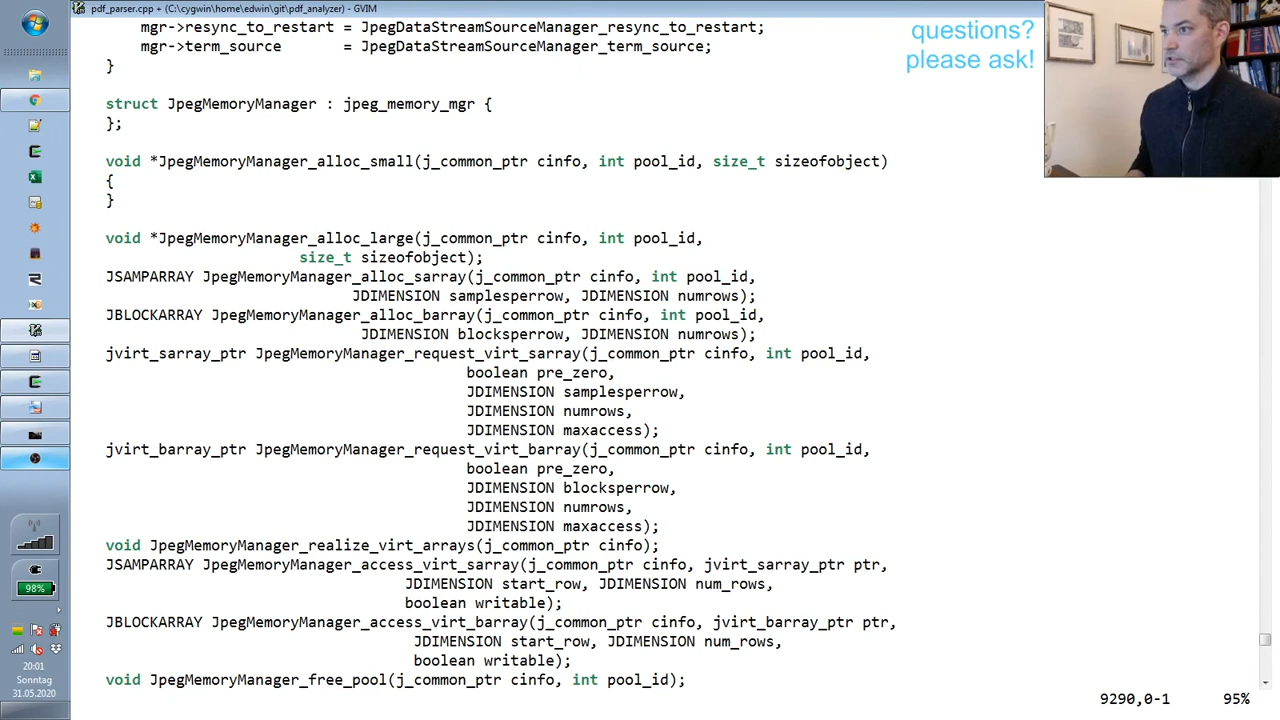 pdf_parser.cpp + (C:\cygwin\home\edwin\git\pdf_analyzer) - GVIM
mgr->resync_to_restart = JpegDataStreamSourceManager_resync_to_restart;
mgr->term_source       = JpegDataStreamSourceManager_term_source;
}
questions?
please ask!
struct JpegMemoryManager : jpeg_memory_mgr {
};
void *JpegMemoryManager_alloc_small(j_common_ptr cinfo, int pool_id, size_t sizeofobject)
{
}
void *JpegMemoryManager_alloc_large(j_common_ptr cinfo, int pool_id,
size_t sizeofobject);
JSAMPARRAY JpegMemoryManager_alloc_sarray(j_common_ptr cinfo, int pool_id,
JDIMENSION samplesperrow, JDIMENSION numrows);
JBLOCKARRAY JpegMemoryManager_alloc_barray(j_common_ptr cinfo, int pool_id,
JDIMENSION blocksperrow, JDIMENSION numrows);
jvirt_sarray_ptr JpegMemoryManager_request_virt_sarray(j_common_ptr cinfo, int pool_id,
boolean pre_zero,
JDIMENSION samplesperrow,
JDIMENSION numrows,
JDIMENSION maxaccess);
jvirt_barray_ptr JpegMemoryManager_request_virt_barray(j_common_ptr cinfo, int pool_id,
boolean pre_zero,
JDIMENSION blocksperrow,
JDIMENSION numrows,
JDIMENSION maxaccess);
void JpegMemoryManager_realize_virt_arrays(j_common_ptr cinfo);
JSAMPARRAY JpegMemoryManager_access_virt_sarray(j_common_ptr cinfo, jvirt_sarray_ptr ptr,
JDIMENSION start_row, JDIMENSION num_rows,
boolean writable);
JBLOCKARRAY JpegMemoryManager_access_virt_barray(j_common_ptr cinfo, jvirt_barray_ptr ptr,
JDIMENSION start_row, JDIMENSION num_rows,
boolean writable);
void JpegMemoryManager_free_pool(j_common_ptr cinfo, int pool_id);
9290,0-1 95%
98%
20:01
Sonntag
31.05.2020